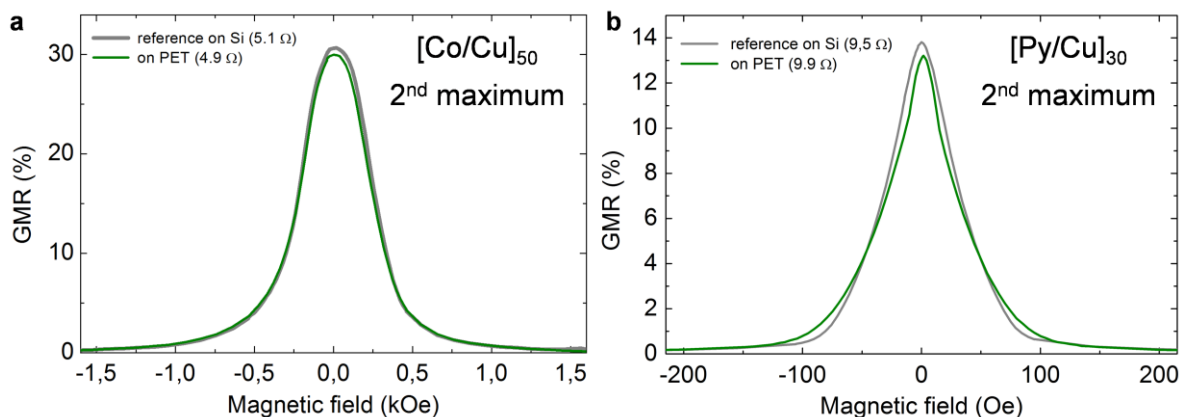 a
reference on Si (5.1 Ω)
on PET (4.9 Ω)
[Co/Cu]50
2nd maximum
30
20
10
0
GMR (%)
-1,5 -1,0 -0,5 0,0 0,5 1,0 1,5
Magnetic field (kOe)
b
reference on Si (9,5 Ω)
on PET (9.9 Ω)
[Py/Cu]30
2nd maximum
14
12
10
8
6
4
2
0
GMR (%)
-200 -100 0 100 200
Magnetic field (Oe)